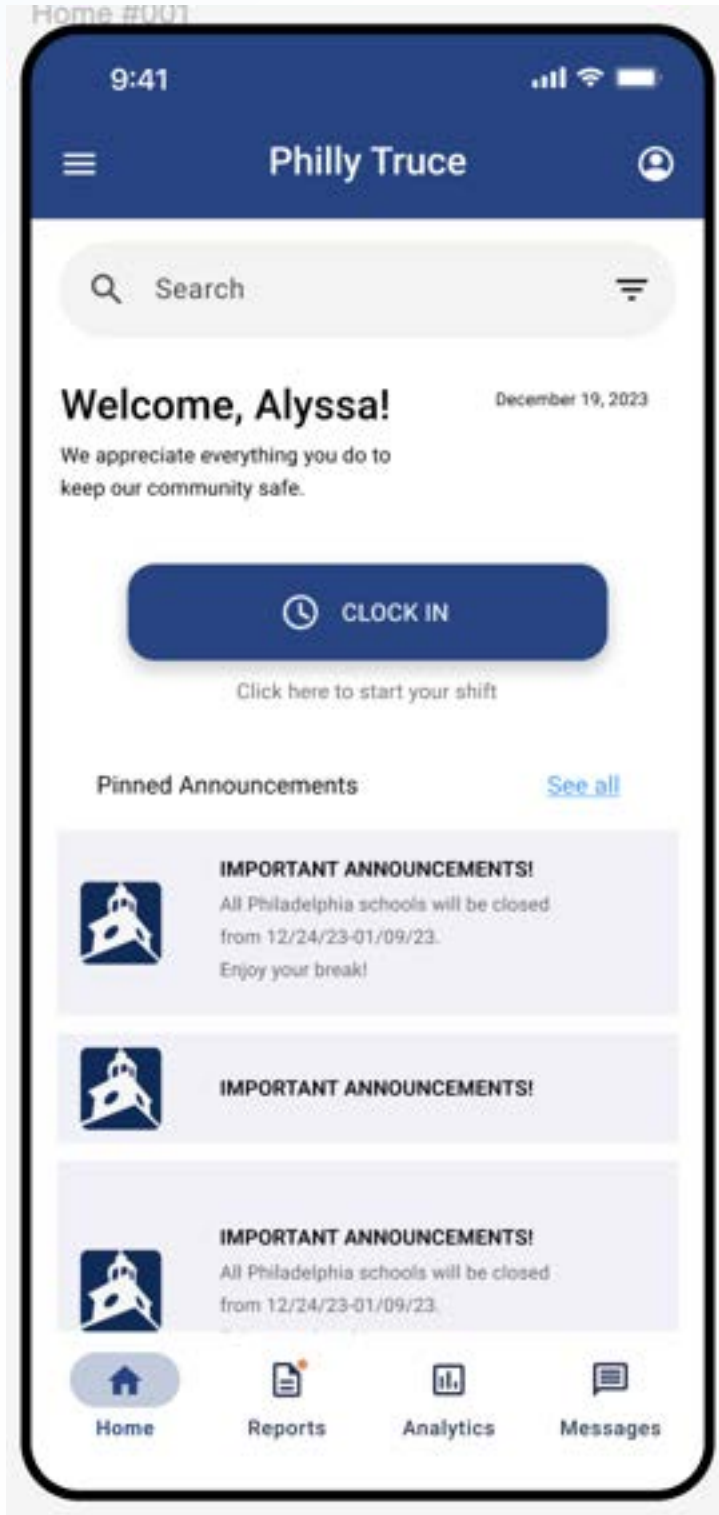 Home #001
9:41
Philly Truce
Search
Welcome, Alyssa!
December 19, 2023
We appreciate everything you do to
keep our community safe.
CLOCK IN
Click here to start your shift
Pinned Announcements
See all
IMPORTANT ANNOUNCEMENTS!
All Philadelphia schools will be closed
from 12/24/23-01/09/23.
Enjoy your break!
IMPORTANT ANNOUNCEMENTS!
IMPORTANT ANNOUNCEMENTS!
All Philadelphia schools will be closed
from 12/24/23-01/09/23.
Home
Reports
Analytics
Messages